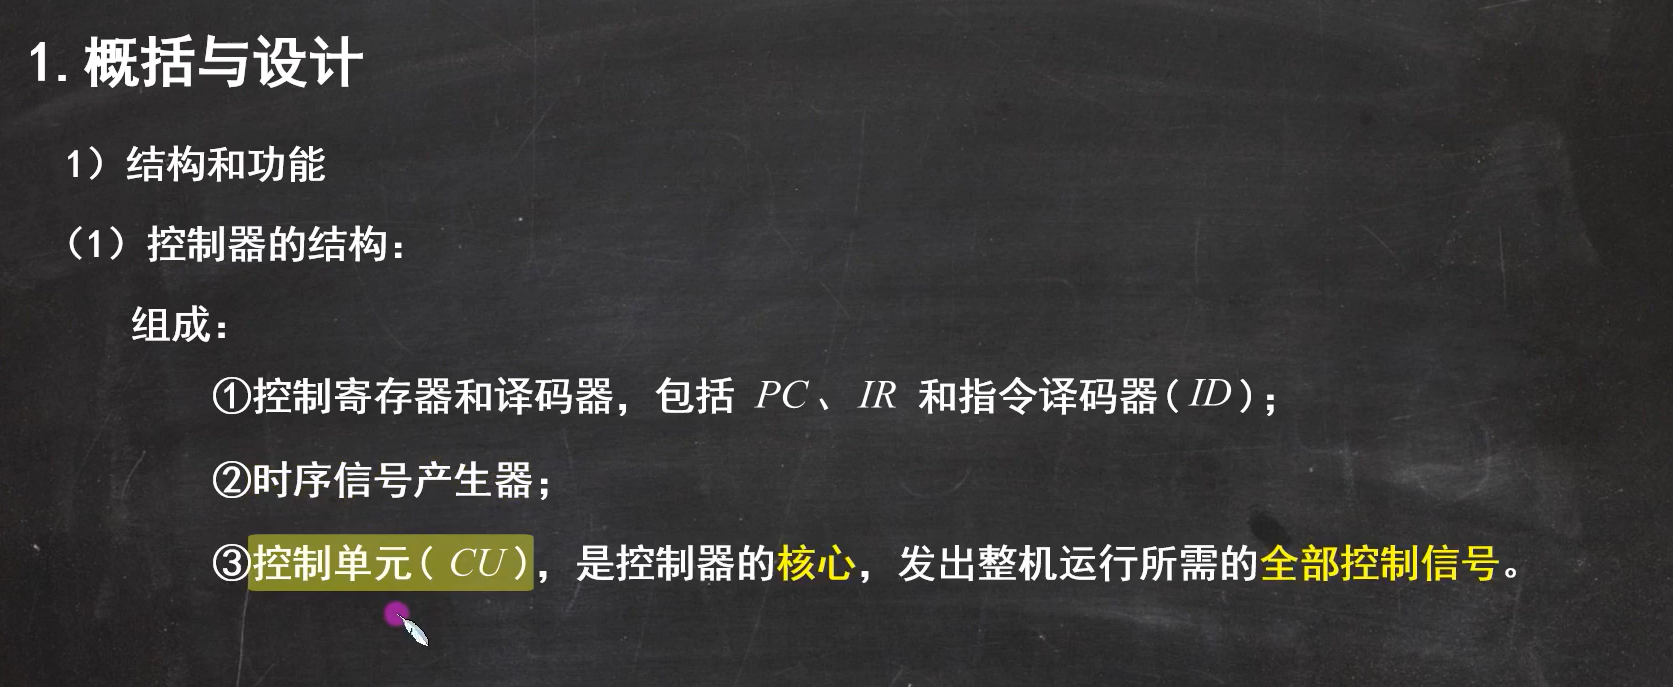 1.概括与设计
1）结构和功能
（1）控制器的结构：
组成：
①控制寄存器和译码器，包括 PC、IR 和指令译码器(ID)；
②时序信号产生器；
③控制单元( CU )，是控制器的核心，发出整机运行所需的全部控制信号。